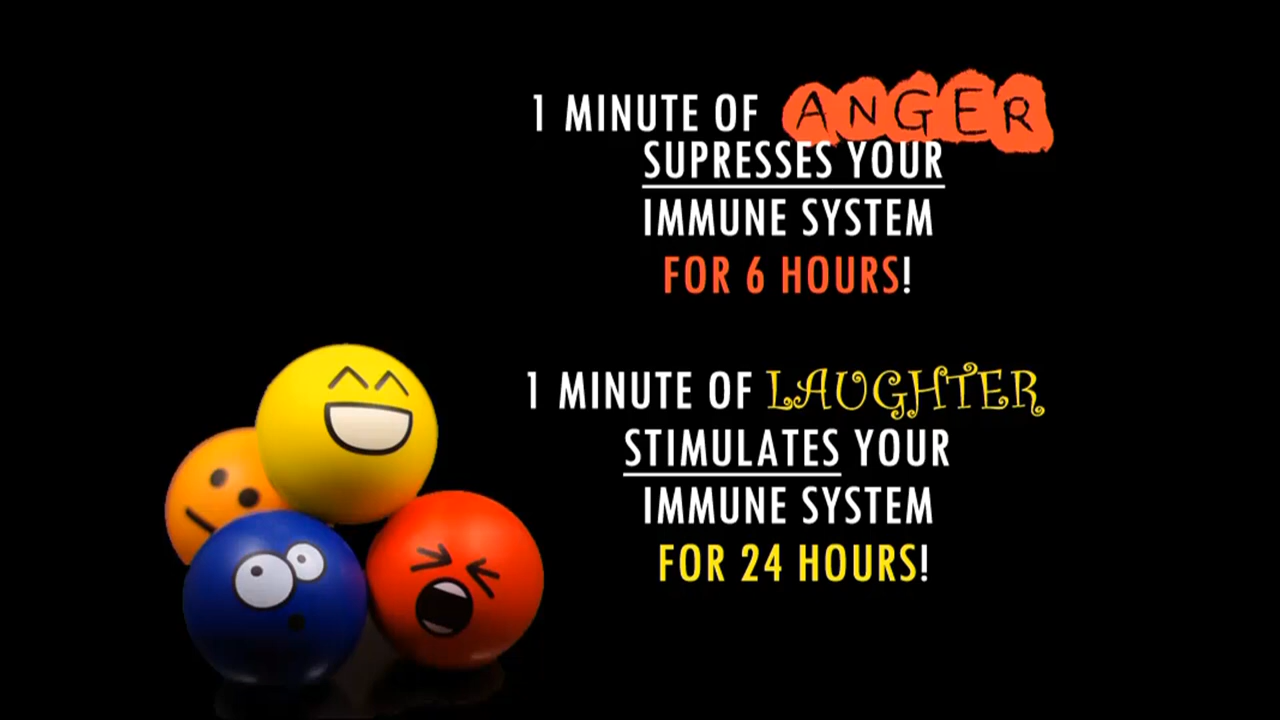 1 MINUTE OF ANGER
SUPRESSES YOUR
IMMUNE SYSTEM
FOR 6 HOURS!
1 MINUTE OF LAUGHTER
STIMULATES YOUR
IMMUNE SYSTEM
FOR 24 HOURS!